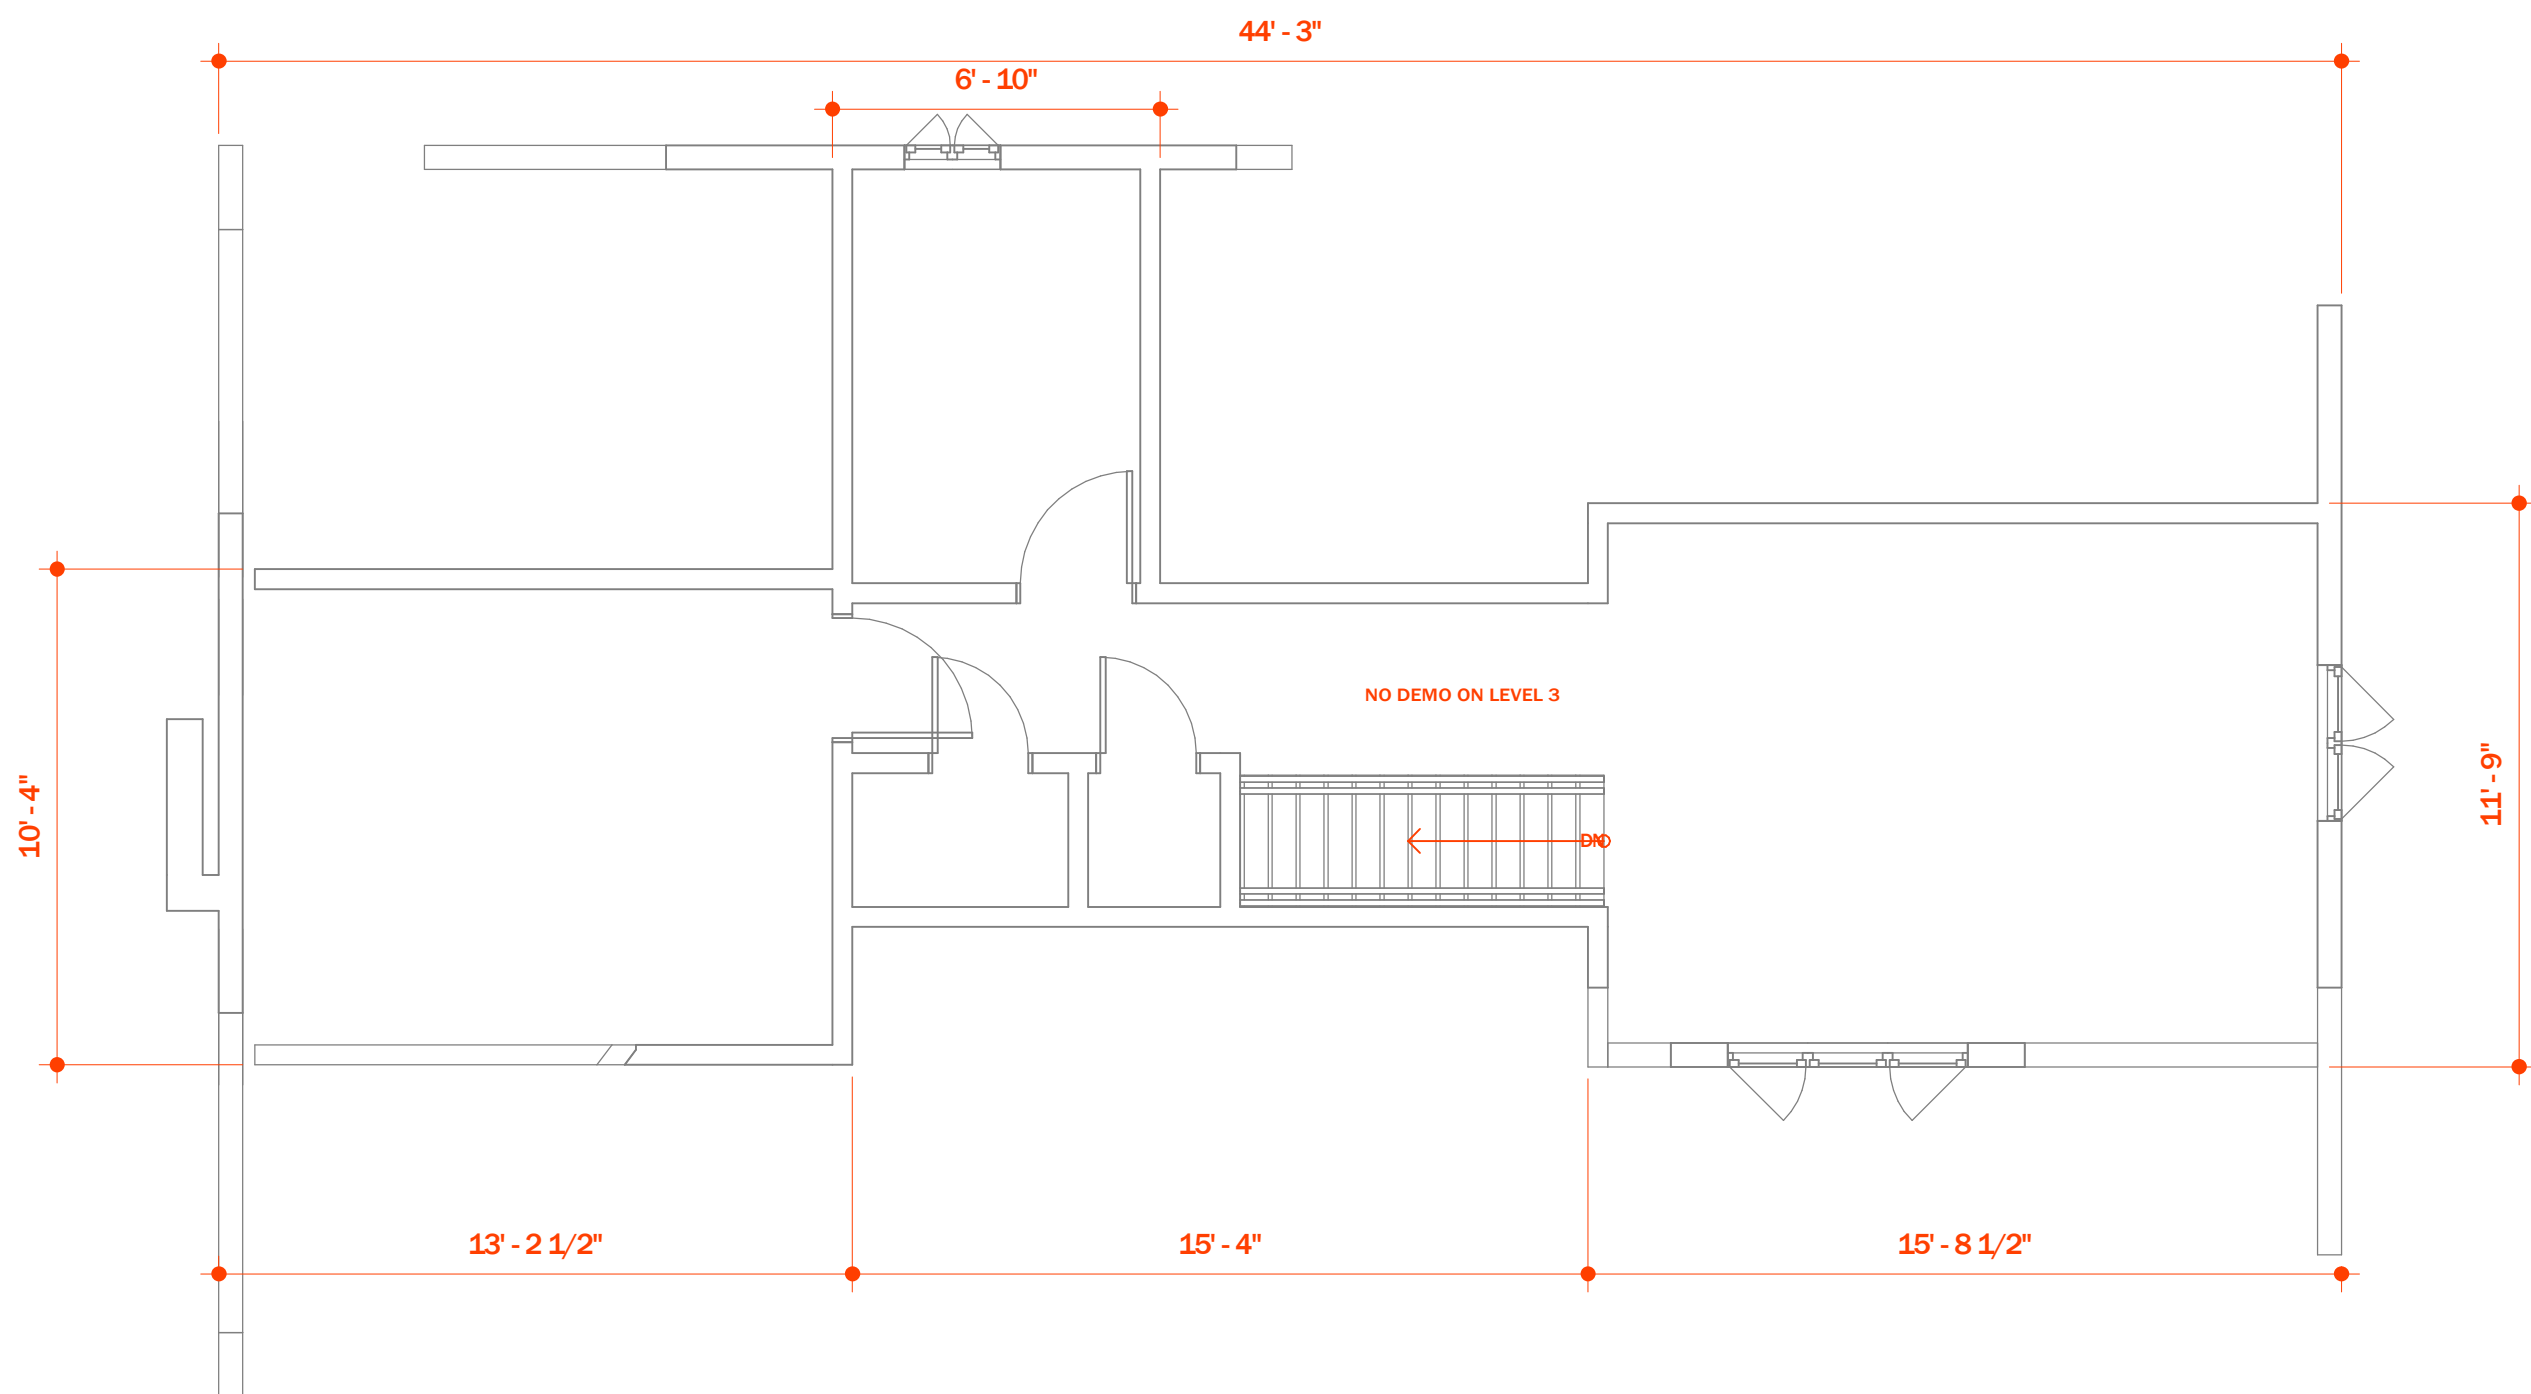 44' - 3"
6' - 10"
NO DEMO ON LEVEL 3
10' - 4"
11' - 9"
DN
13' - 2 1/2"
15' - 4"
15' - 8 1/2"